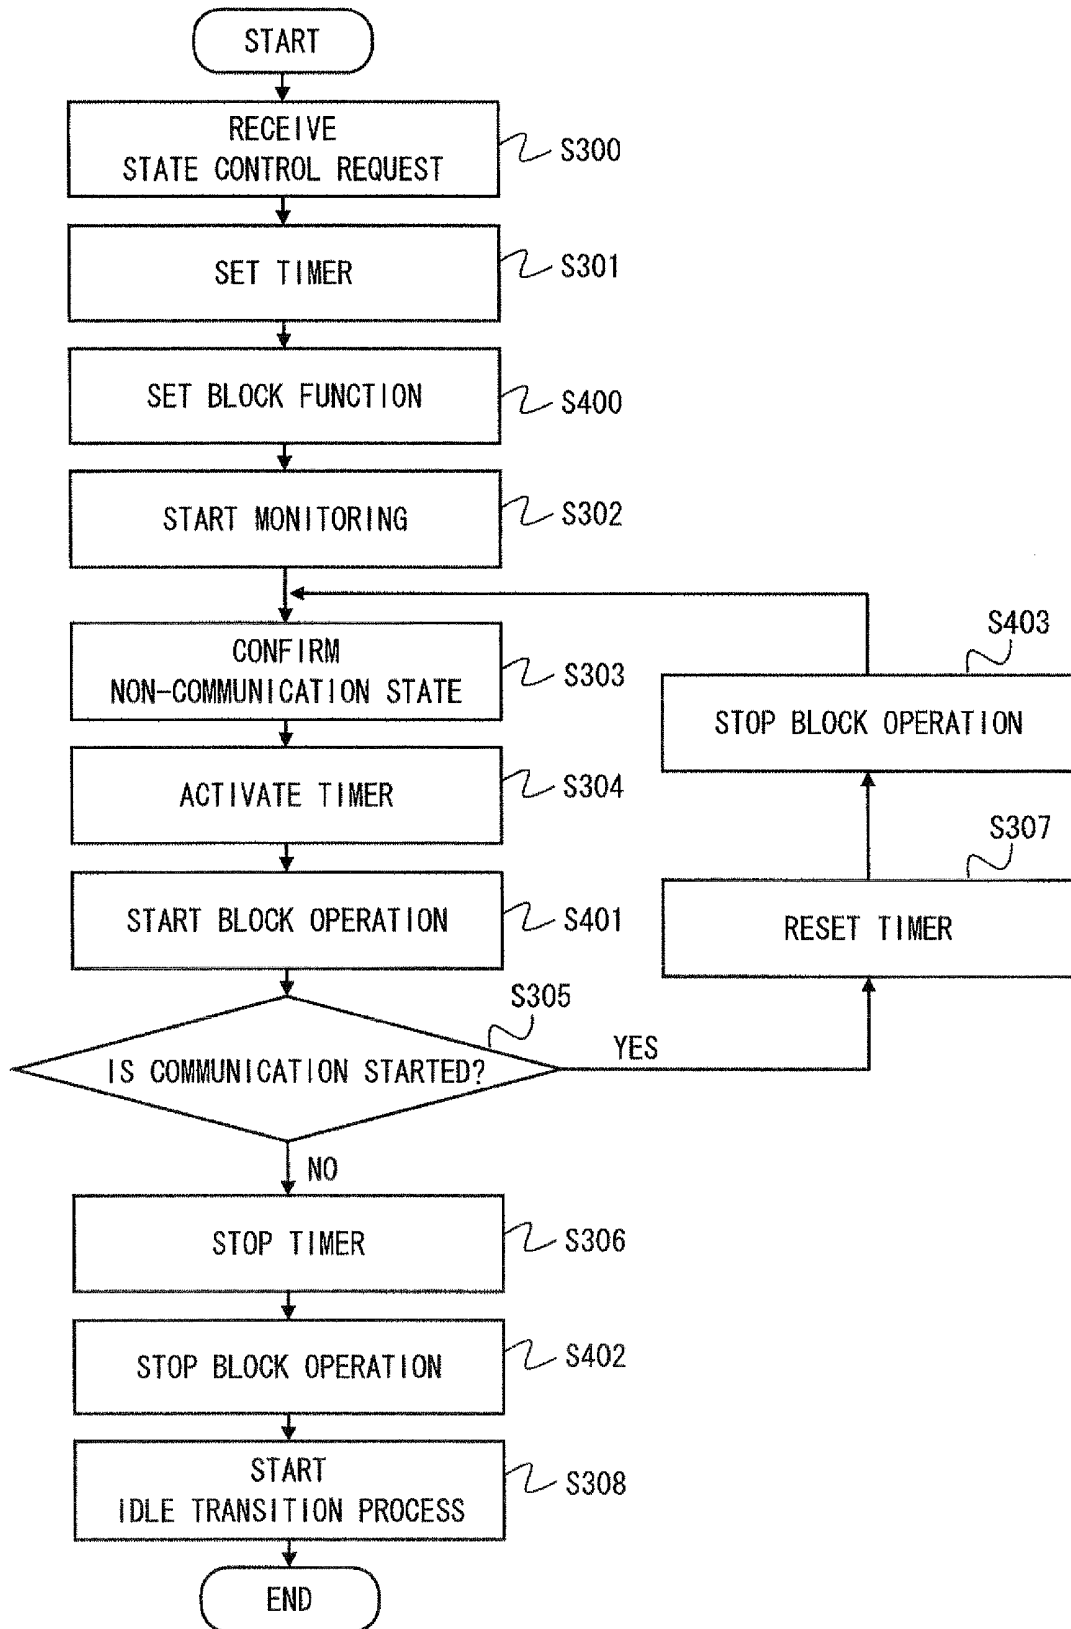 START
RECEIVE
STATE CONTROL REQUEST
S300
SET TIMER
S301
SET BLOCK FUNCTION
S400
START MONITORING
S302
CONFIRM
NON-COMMUNICATION STATE
S303
S403
STOP BLOCK OPERATION
ACTIVATE TIMER
S304
S307
RESET TIMER
START BLOCK OPERATION
S401
S305
IS COMMUNICATION STARTED?
YES
NO
STOP TIMER
S306
STOP BLOCK OPERATION
S402
START
IDLE TRANSITION PROCESS
S308
END